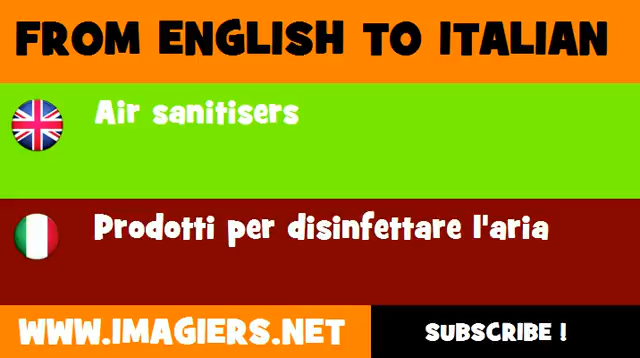 FROM ENGLISH TO ITALIAN
Air sanitisers
Prodotti per disinfettare l'aria
WWW.IMAGIERS.NET
SUBSCRIBE !